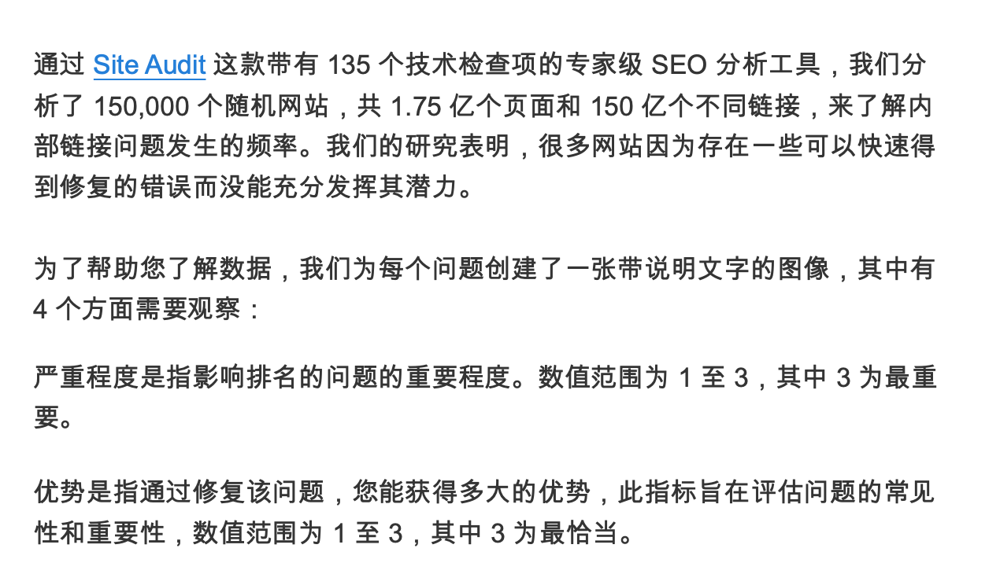 通过 Site Audit 这款带有 135 个技术检查项的专家级 SEO 分析工具，我们分
析了 150,000 个随机网站，共 1.75 亿个页面和 150 亿个不同链接，来了解内
部链接问题发生的频率。我们的研究表明，很多网站因为存在一些可以快速得
到修复的错误而没能充分发挥其潜力。
为了帮助您了解数据，我们为每个问题创建了一张带说明文字的图像，其中有
4 个方面需要观察：
严重程度是指影响排名的问题的重要程度。数值范围为 1 至 3，其中 3 为最重
要。
优势是指通过修复该问题，您能获得多大的优势，此指标旨在评估问题的常见
性和重要性，数值范围为 1 至 3，其中 3 为最恰当。